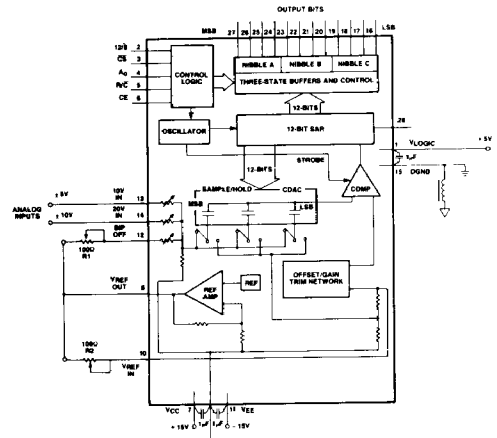 OUTPUT BITS
MSB
LSB
27 26 25 24 23 22 21 20 19 18 17 16
NIBBLE A
NIBBLE B
NIBBLE C
THREE-STATE BUFFERS AND CONTROL
12/8̅ 2
C̅S̅ 3
A0 4
R/C̅ 5
CE 6
CONTROL LOGIC
12-BITS
OSCILLATOR
12-BIT SAR
28
1
VLOGIC
+5V
1μF
15
DGND
STROBE
12-BITS
COMP
SAMPLE/HOLD
CDAC
MSB
LSB
ANALOG INPUTS
±5V
±10V
10V IN
13
20V IN
14
BIP OFF
12
100Ω
R1
VREF OUT
8
REF AMP
REF
OFFSET/GAIN TRIM NETWORK
100Ω
R2
10
VREF IN
VCC
7
11
VEE
+15V
1μF
1μF
-15V